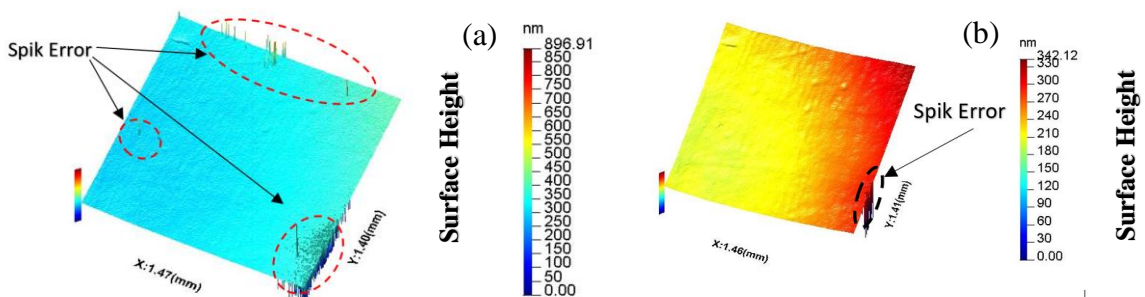 Spik Error
(a)
Surface Height
nm
896.91
850
800
750
700
650
600
550
500
450
400
350
300
250
200
150
100
50
0.00
X:1.47(mm)
Y:1.40(mm)
(b)
Spik Error
nm
342.12
330
300
270
240
210
180
150
120
90
60
30
0.00
Surface Height
X:1.46(mm)
Y:1.41(mm)